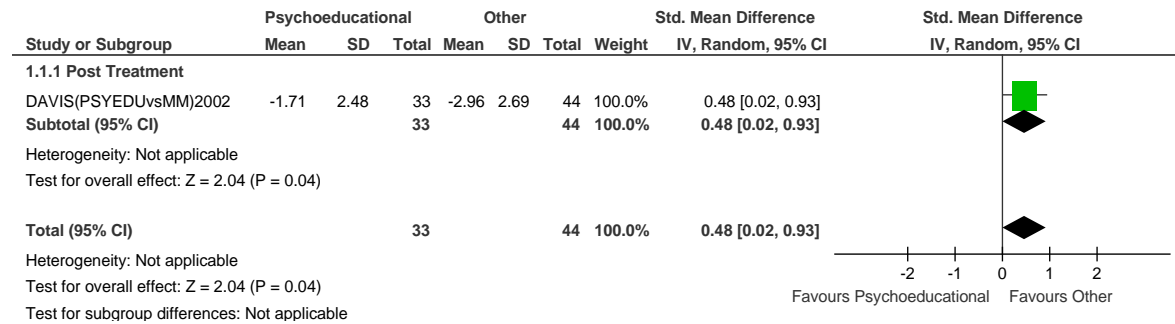 Psychoeducational Other Std. Mean Difference Std. Mean Difference
Study or Subgroup Mean SD Total Mean SD Total Weight IV, Random, 95% CI IV, Random, 95% CI
1.1.1 Post Treatment
DAVIS(PSYEDUvsMM)2002 -1.71 2.48 33 -2.96 2.69 44 100.0% 0.48 [0.02, 0.93]
Subtotal (95% CI) 33 44 100.0% 0.48 [0.02, 0.93]
Heterogeneity: Not applicable
Test for overall effect: Z = 2.04 (P = 0.04)
Total (95% CI) 33 44 100.0% 0.48 [0.02, 0.93]
Heterogeneity: Not applicable
Test for overall effect: Z = 2.04 (P = 0.04)
Test for subgroup differences: Not applicable
-2 -1 0 1 2
Favours Psychoeducational Favours Other